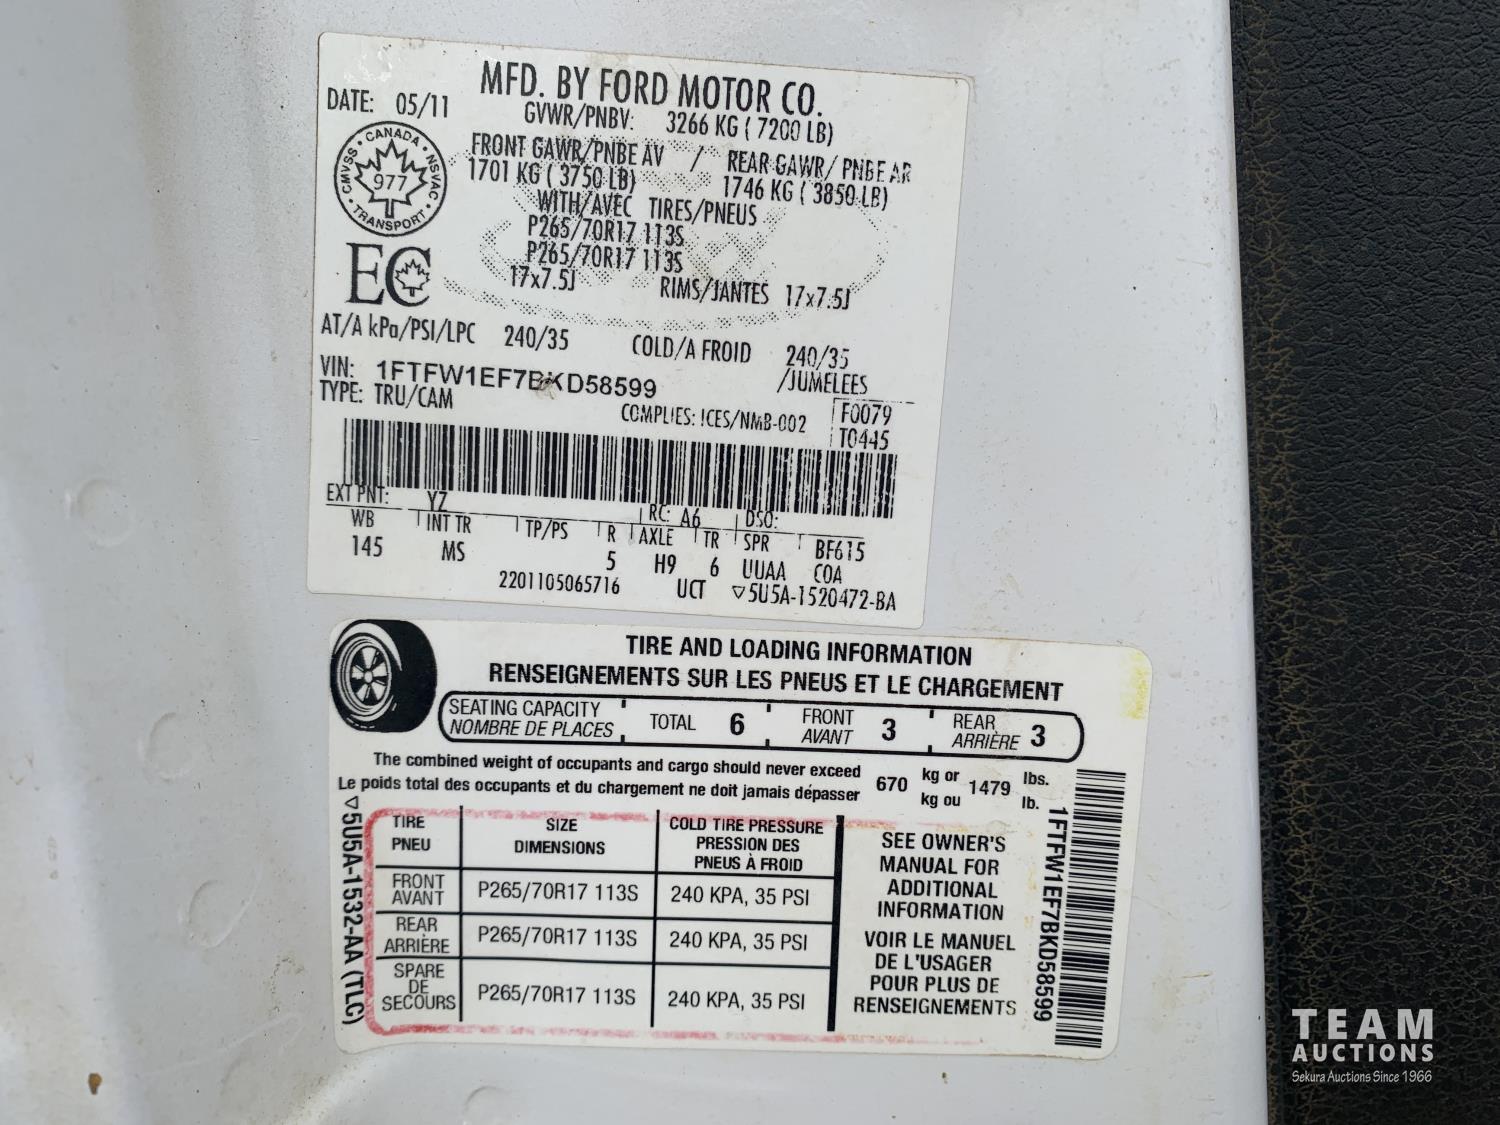 MFD. BY FORD MOTOR CO.
DATE: 05/11
GVWR/PNBV: 3266 KG ( 7200 LB)
FRONT GAWR/PNBE AV / REAR GAWR/ PNBE AR
1701 KG ( 3750 LB) 1746 KG ( 3850 LB)
WITH/AVEC TIRES/PNEUS
P265/70R17 113S
P265/70R17 113S
17x7.5J RIMS/JANTES 17x7.5J
CMVSS • CANADA • NSVAC • TRANSPORT •
977
EC
AT/A kPa/PSI/LPC 240/35 COLD/A FROID 240/35
/JUMELEES
VIN: 1FTFW1EF7BKD58599
TYPE: TRU/CAM
COMPLIES: ICES/NMB-002 F0079
T0445
EXT PNT: YZ RC: A6 DSO:
WB INT TR TP/PS R AXLE TR SPR BF615
145 MS 5 H9 6 UUAA COA
2201105065716 UCT ▽5U5A-1520472-BA
TIRE AND LOADING INFORMATION
RENSEIGNEMENTS SUR LES PNEUS ET LE CHARGEMENT
SEATING CAPACITY
NOMBRE DE PLACES
TOTAL 6
FRONT
AVANT 3
REAR
ARRIÈRE 3
The combined weight of occupants and cargo should never exceed
Le poids total des occupants et du chargement ne doit jamais dépasser
670 kg or 1479 lbs.
kg ou lb.
▽5U5A-1532-AA (TLC)
TIRE SIZE COLD TIRE PRESSURE
PNEU DIMENSIONS PRESSION DES
PNEUS À FROID
FRONT
AVANT P265/70R17 113S 240 KPA, 35 PSI
REAR
ARRIÈRE P265/70R17 113S 240 KPA, 35 PSI
SPARE
DE
SECOURS P265/70R17 113S 240 KPA, 35 PSI
SEE OWNER'S
MANUAL FOR
ADDITIONAL
INFORMATION
VOIR LE MANUEL
DE L'USAGER
POUR PLUS DE
RENSEIGNEMENTS
1FTFW1EF7BKD58599
TEAM
AUCTIONS
Sekura Auctions Since 1966